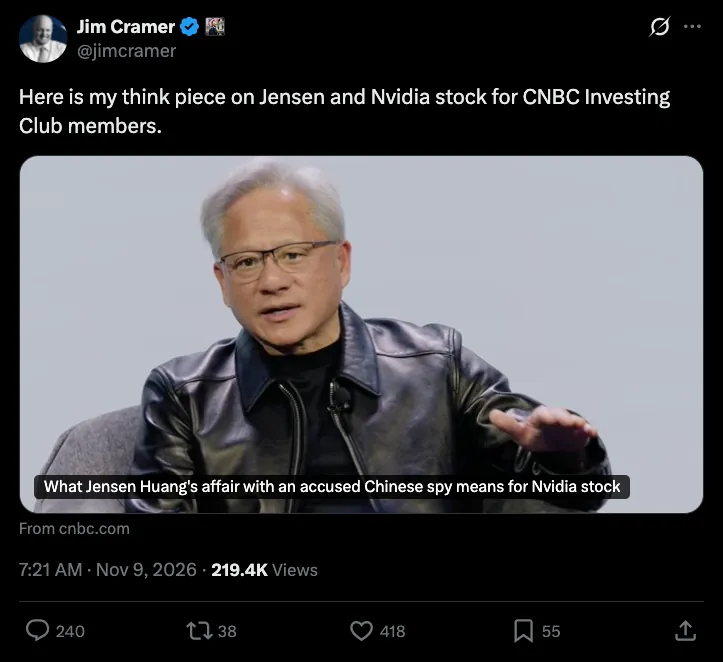 Jim Cramer
@jimcramer
Here is my think piece on Jensen and Nvidia stock for CNBC Investing
Club members.
What Jensen Huang's affair with an accused Chinese spy means for Nvidia stock
From cnbc.com
7:21 AM · Nov 9, 2026 · 219.4K Views
240 38 418 55